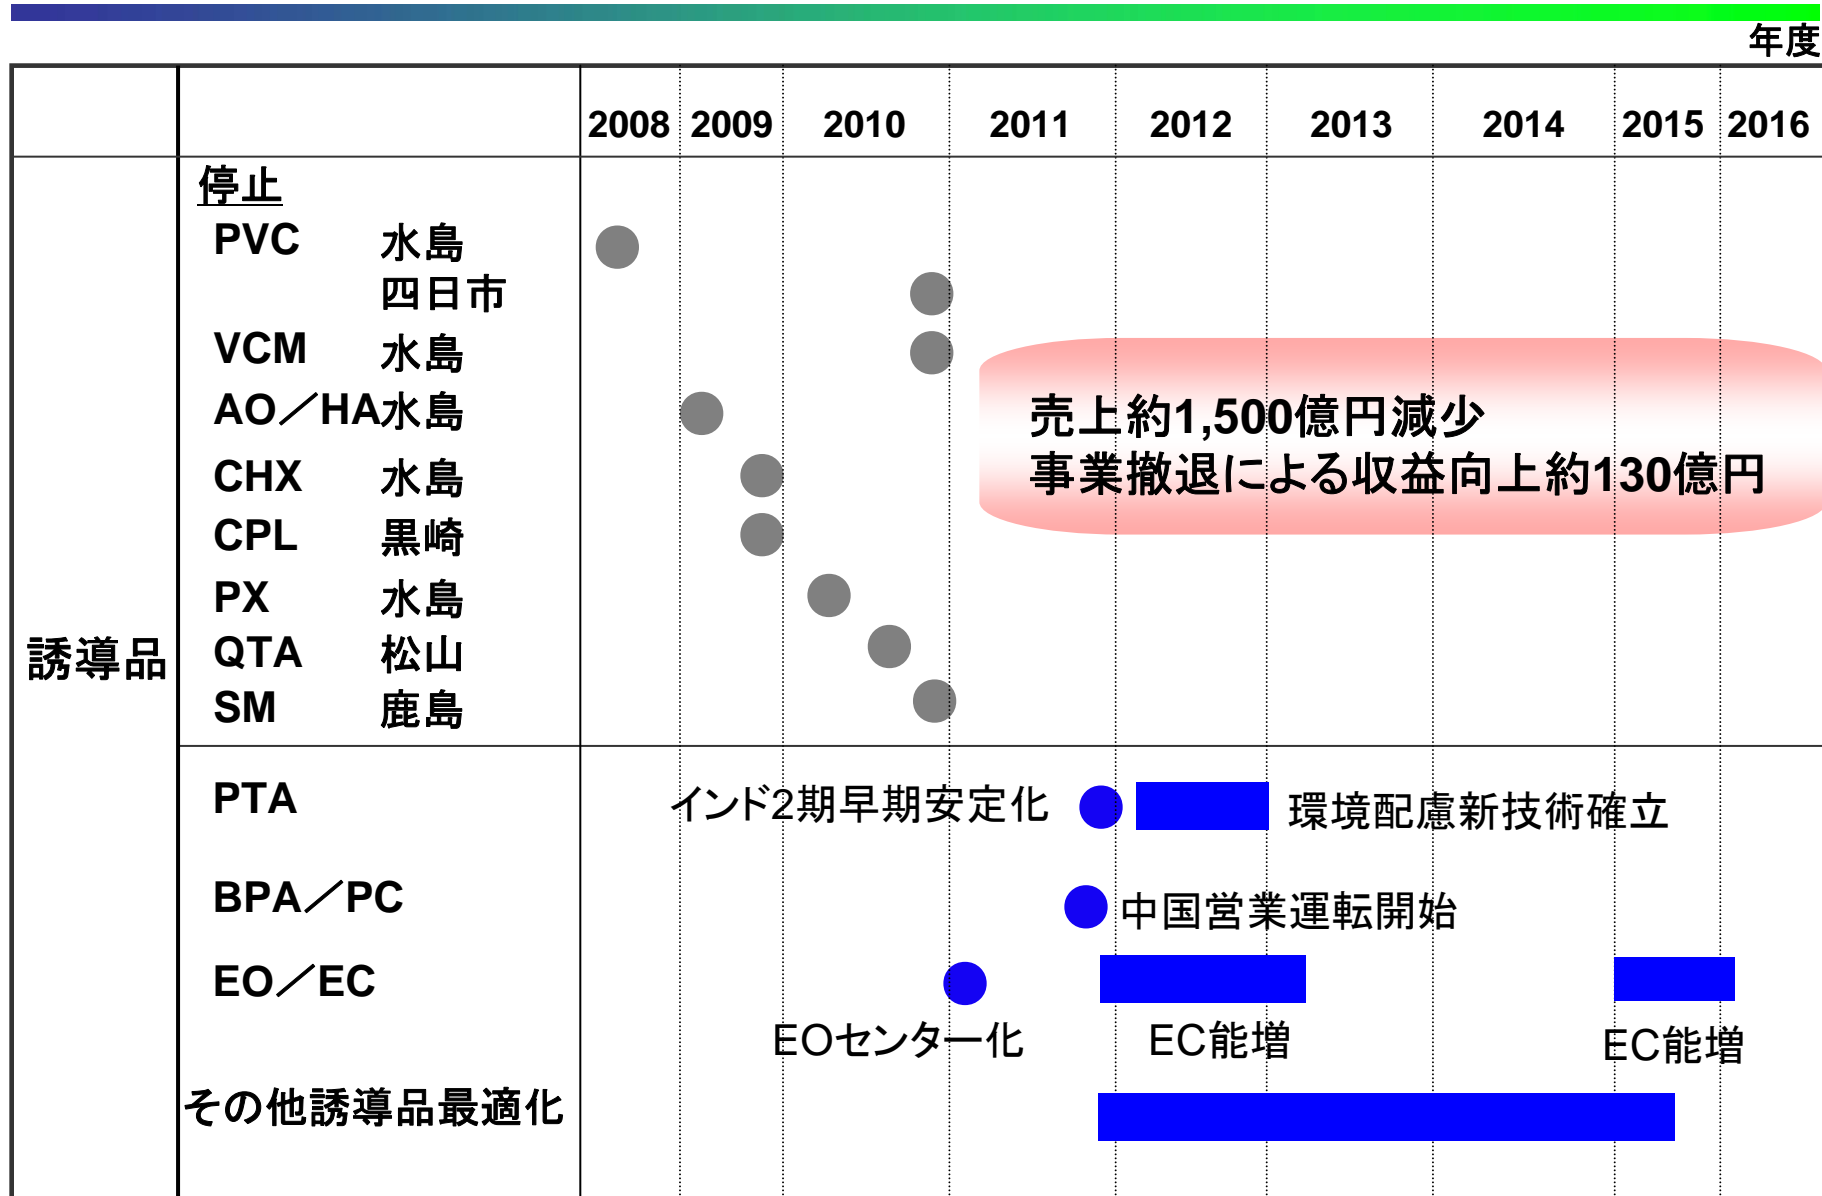 年度
2008 2009 2010 2011 2012 2013 2014 2015 2016
誘導品
停止
PVC 水島
四日市
VCM 水島
AO／HA水島
CHX 水島
CPL 黒崎
PX 水島
QTA 松山
SM 鹿島
売上約1,500億円減少
事業撤退による収益向上約130億円
PTA インド2期早期安定化 環境配慮新技術確立
BPA／PC 中国営業運転開始
EO／EC
EOセンター化 EC能増 EC能増
その他誘導品最適化